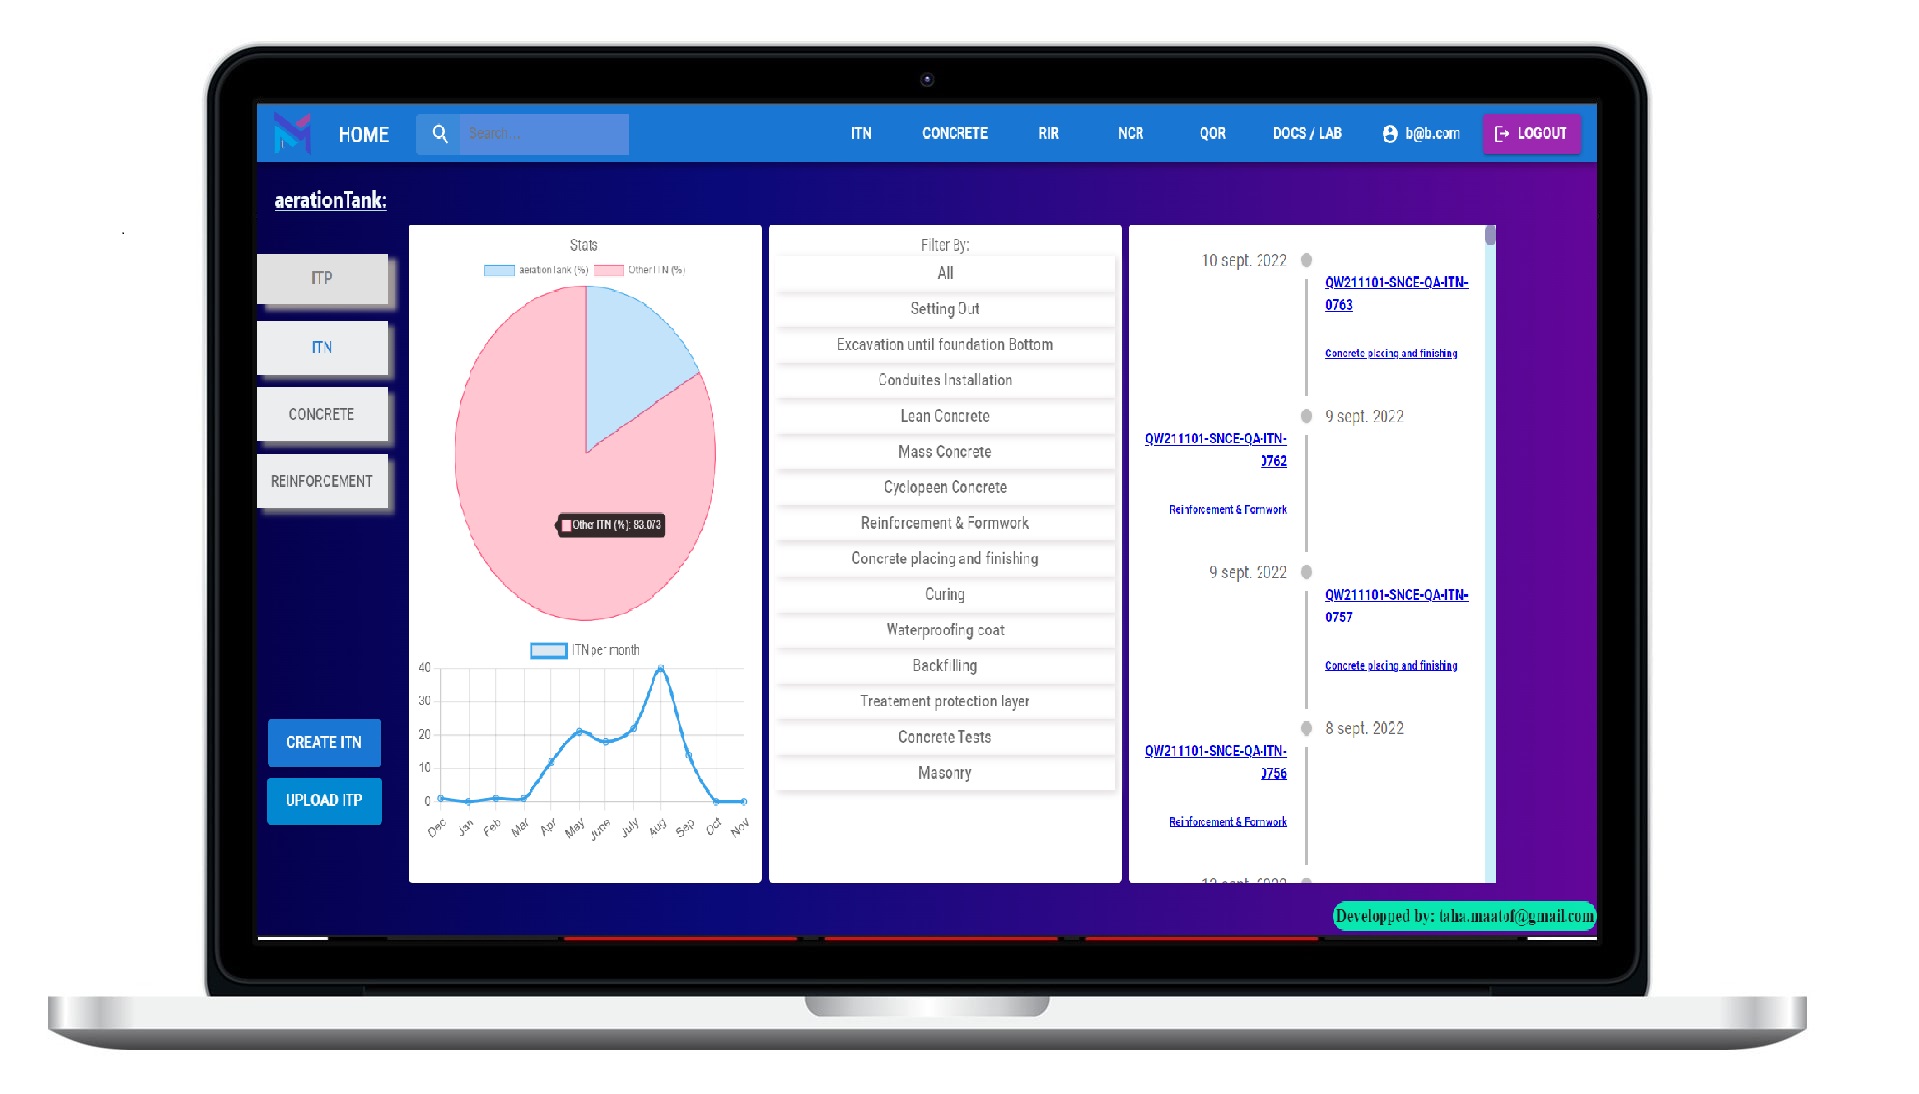 HOME
Search...
ITN
CONCRETE
RIR
NCR
QOR
DOCS / LAB
b@b.com
LOGOUT
aerationTank:
ITP
ITN
CONCRETE
REINFORCEMENT
CREATE ITN
UPLOAD ITP
Stats
aerationTank (%)
Other ITN (%)
Other ITN (%): 83.073
ITN per month
40
30
20
10
0
Dec
Jan
Feb
Mar
Apr
May
June
July
Aug
Sep
Oct
Nov
Filter By:
All
Setting Out
Excavation until foundation Bottom
Conduites Installation
Lean Concrete
Mass Concrete
Cyclopeen Concrete
Reinforcement & Formwork
Concrete placing and finishing
Curing
Waterproofing coat
Backfilling
Treatement protection layer
Concrete Tests
Masonry
10 sept. 2022
QW211101-SNCE-QA-ITN-
0763
Concrete placing and finishing
9 sept. 2022
QW211101-SNCE-QA-ITN-
0762
Reinforcement & Formwork
9 sept. 2022
QW211101-SNCE-QA-ITN-
0757
Concrete placing and finishing
8 sept. 2022
QW211101-SNCE-QA-ITN-
0756
Reinforcement & Formwork
Developped by: taha.maatof@gmail.com